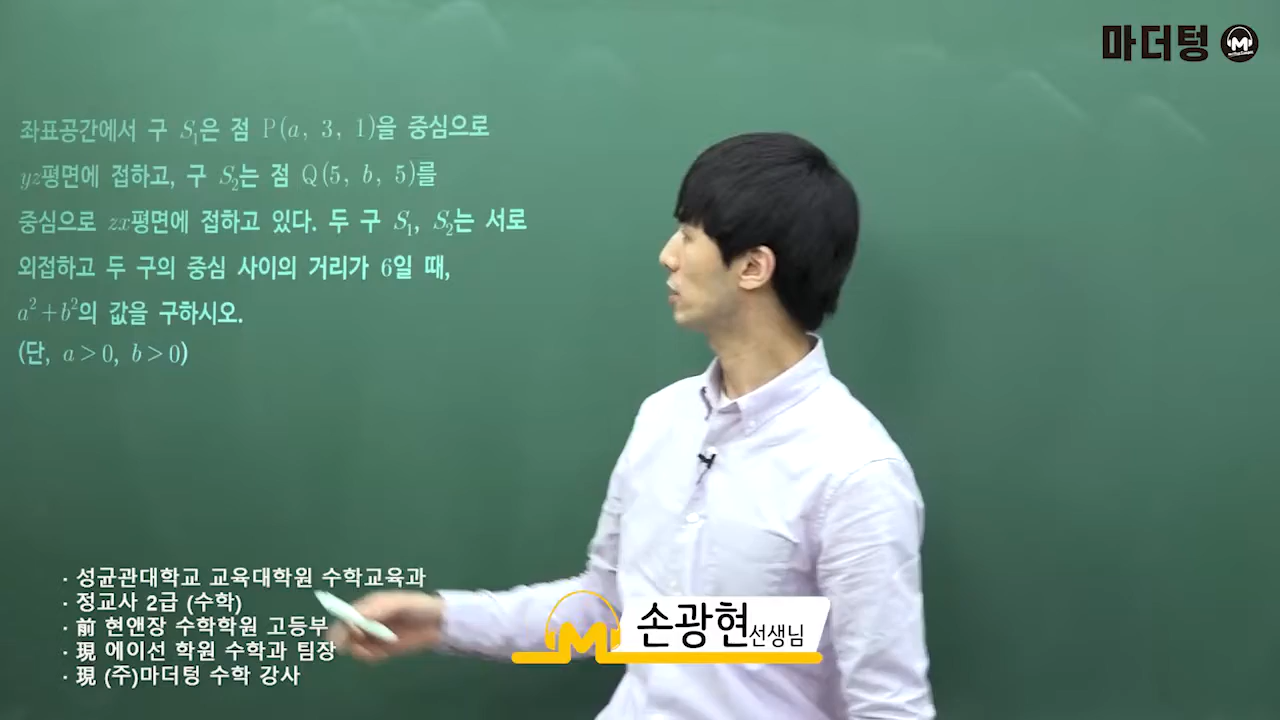 마더텅
좌표공간에서 구 S₁은 점 P(a, 3, 1)을 중심으로
yz평면에 접하고, 구 S₂는 점 Q(5, b, 5)를
중심으로 zx평면에 접하고 있다. 두 구 S₁, S₂는 서로
외접하고 두 구의 중심 사이의 거리가 6일 때,
a²+b²의 값을 구하시오.
(단, a>0, b>0)
· 성균관대학교 교육대학원 수학교육과
· 정교사 2급 (수학)
· 前 현앤장 수학학원 고등부
· 現 에이선 학원 수학과 팀장
· 現 (주)마더텅 수학 강사
M 손광현선생님